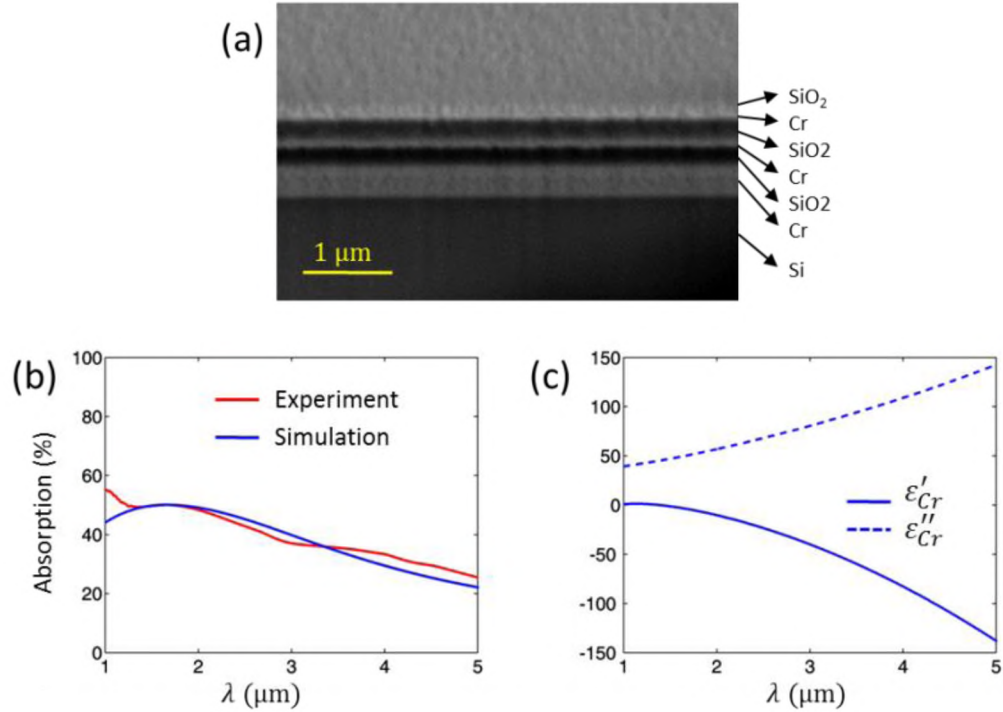 (a)
SiO₂
Cr
SiO2
Cr
SiO2
Cr
Si
1 μm
(b)
100
80
60
40
20
0
Absorption (%)
Experiment
Simulation
1 2 3 4 5
λ (μm)
(c)
150
100
50
0
-50
-100
-150
ε′Cr
ε″Cr
1 2 3 4 5
λ (μm)